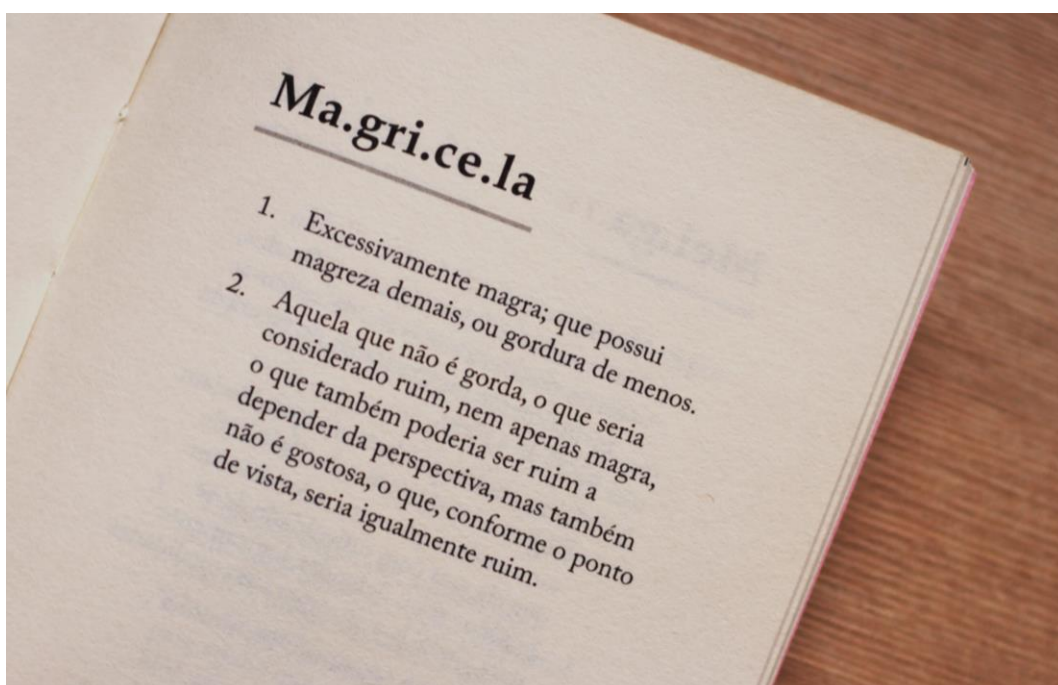 Ma.gri.ce.la
1. Excessivamente magra; que possui
magreza demais, ou gordura de menos.
2. Aquela que não é gorda, o que seria
considerado ruim, nem apenas magra,
o que também poderia ser ruim a
depender da perspectiva, mas também
não é gostosa, o que, conforme o ponto
de vista, seria igualmente ruim.